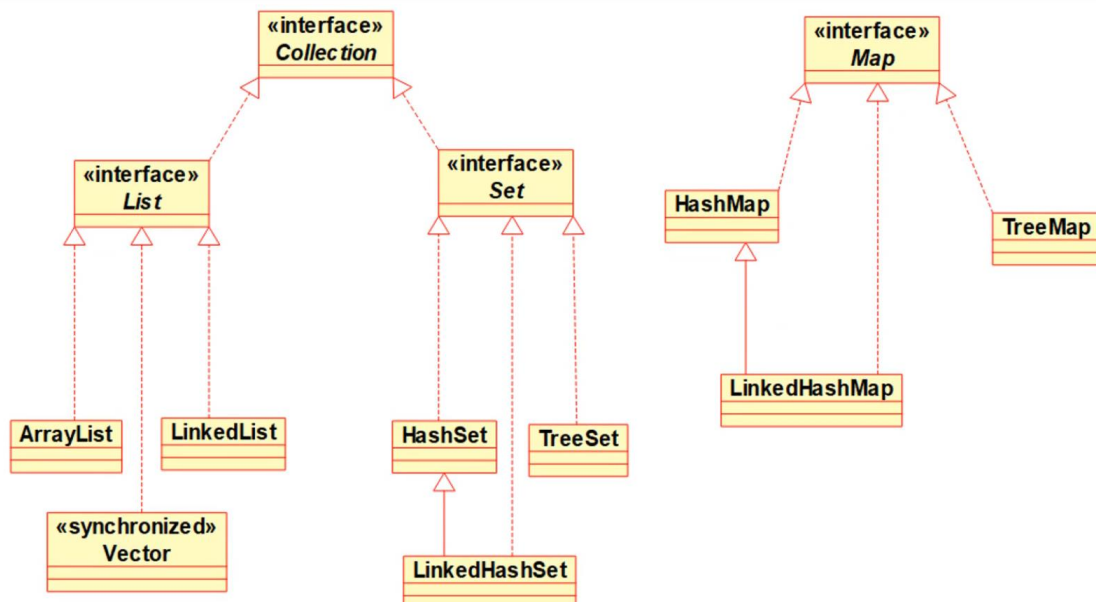 «interface»
Collection
«interface»
Map
«interface»
List
«interface»
Set
HashMap
TreeMap
LinkedHashMap
ArrayList
LinkedList
HashSet
TreeSet
«synchronized»
Vector
LinkedHashSet